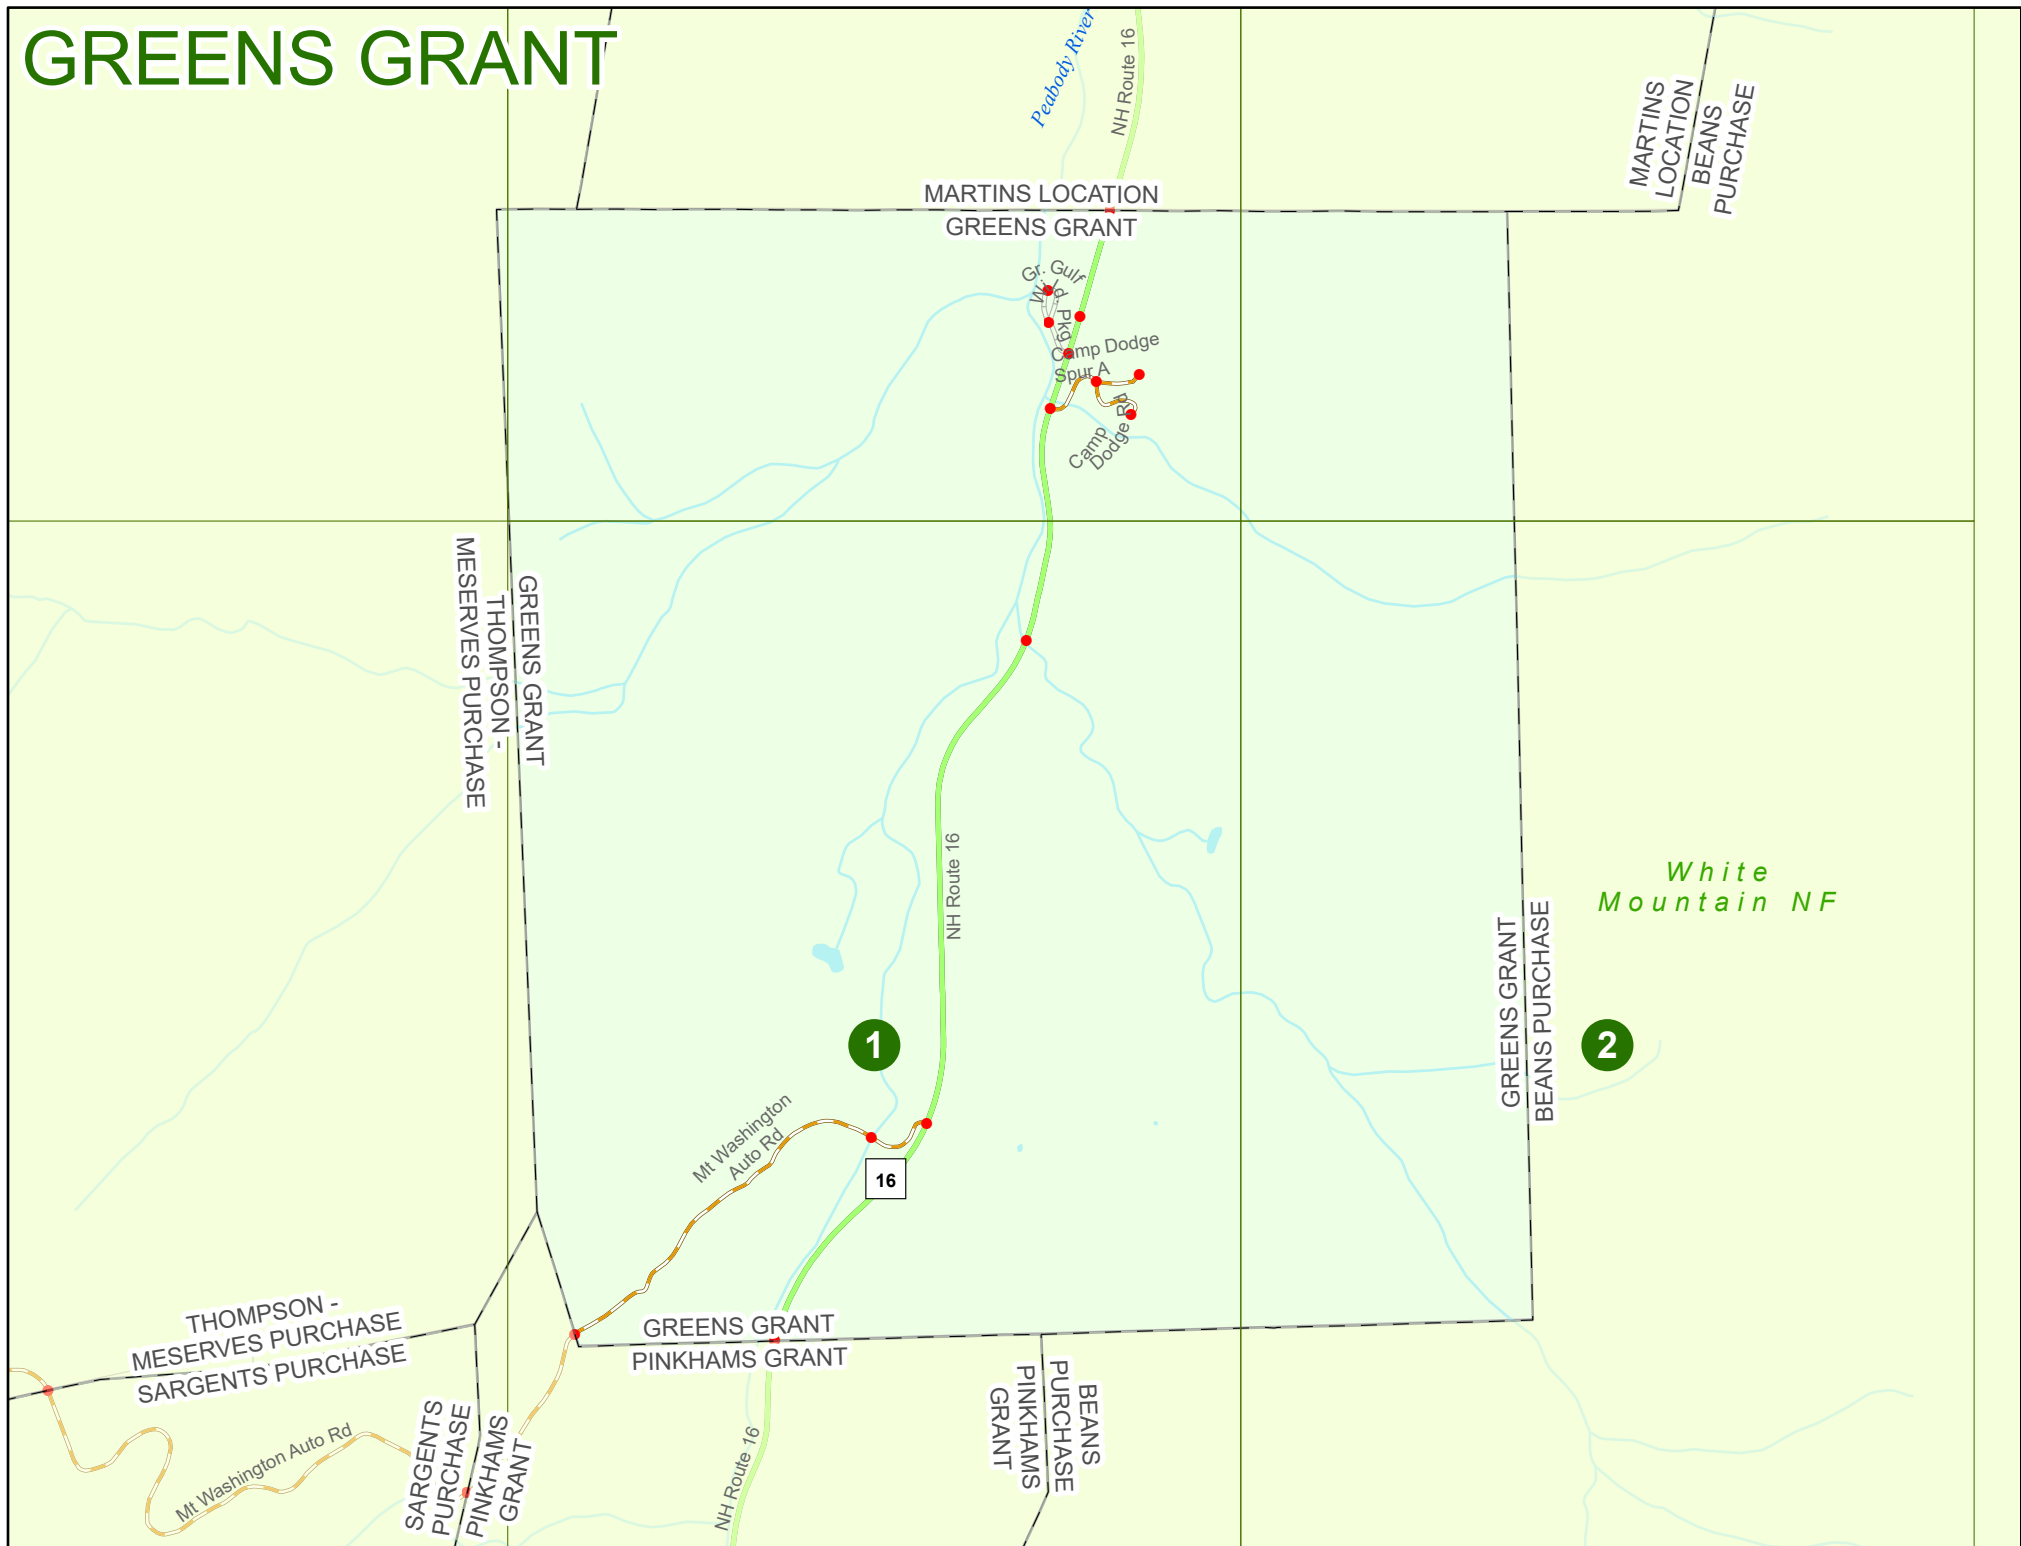 GREENS GRANT
Peabody River
NH Route 16
MARTINS
LOCATION
BEANS
PURCHASE
MARTINS LOCATION
GREENS GRANT
Gr. Gulf
Wild. Pkg
Camp Dodge
Spur A
Camp
Dodge Rd
GREENS GRANT
THOMPSON -
MESERVES PURCHASE
NH Route 16
White
Mountain NF
GREENS GRANT
BEANS PURCHASE
1
2
Mt Washington
Auto Rd
16
THOMPSON -
MESERVES PURCHASE
SARGENTS PURCHASE
GREENS GRANT
PINKHAMS GRANT
SARGENTS
PURCHASE
PINKHAMS
GRANT
Mt Washington Auto Rd
NH Route 16
BEANS
PURCHASE
PINKHAMS
GRANT